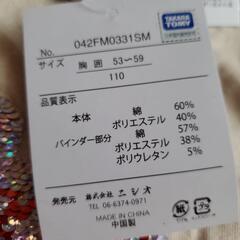 TAKARA TOMY
No. 042FM0331SM
サイズ 胸囲 53〜59
110
品質表示
本体 綿 60%
ポリエステル 40%
バインダー部分 綿 57%
ポリエステル 38%
ポリウレタン 5%
発売元 株式会社 ニシオ
TEL 06-6374-0971
MADE IN CHINA
中国製